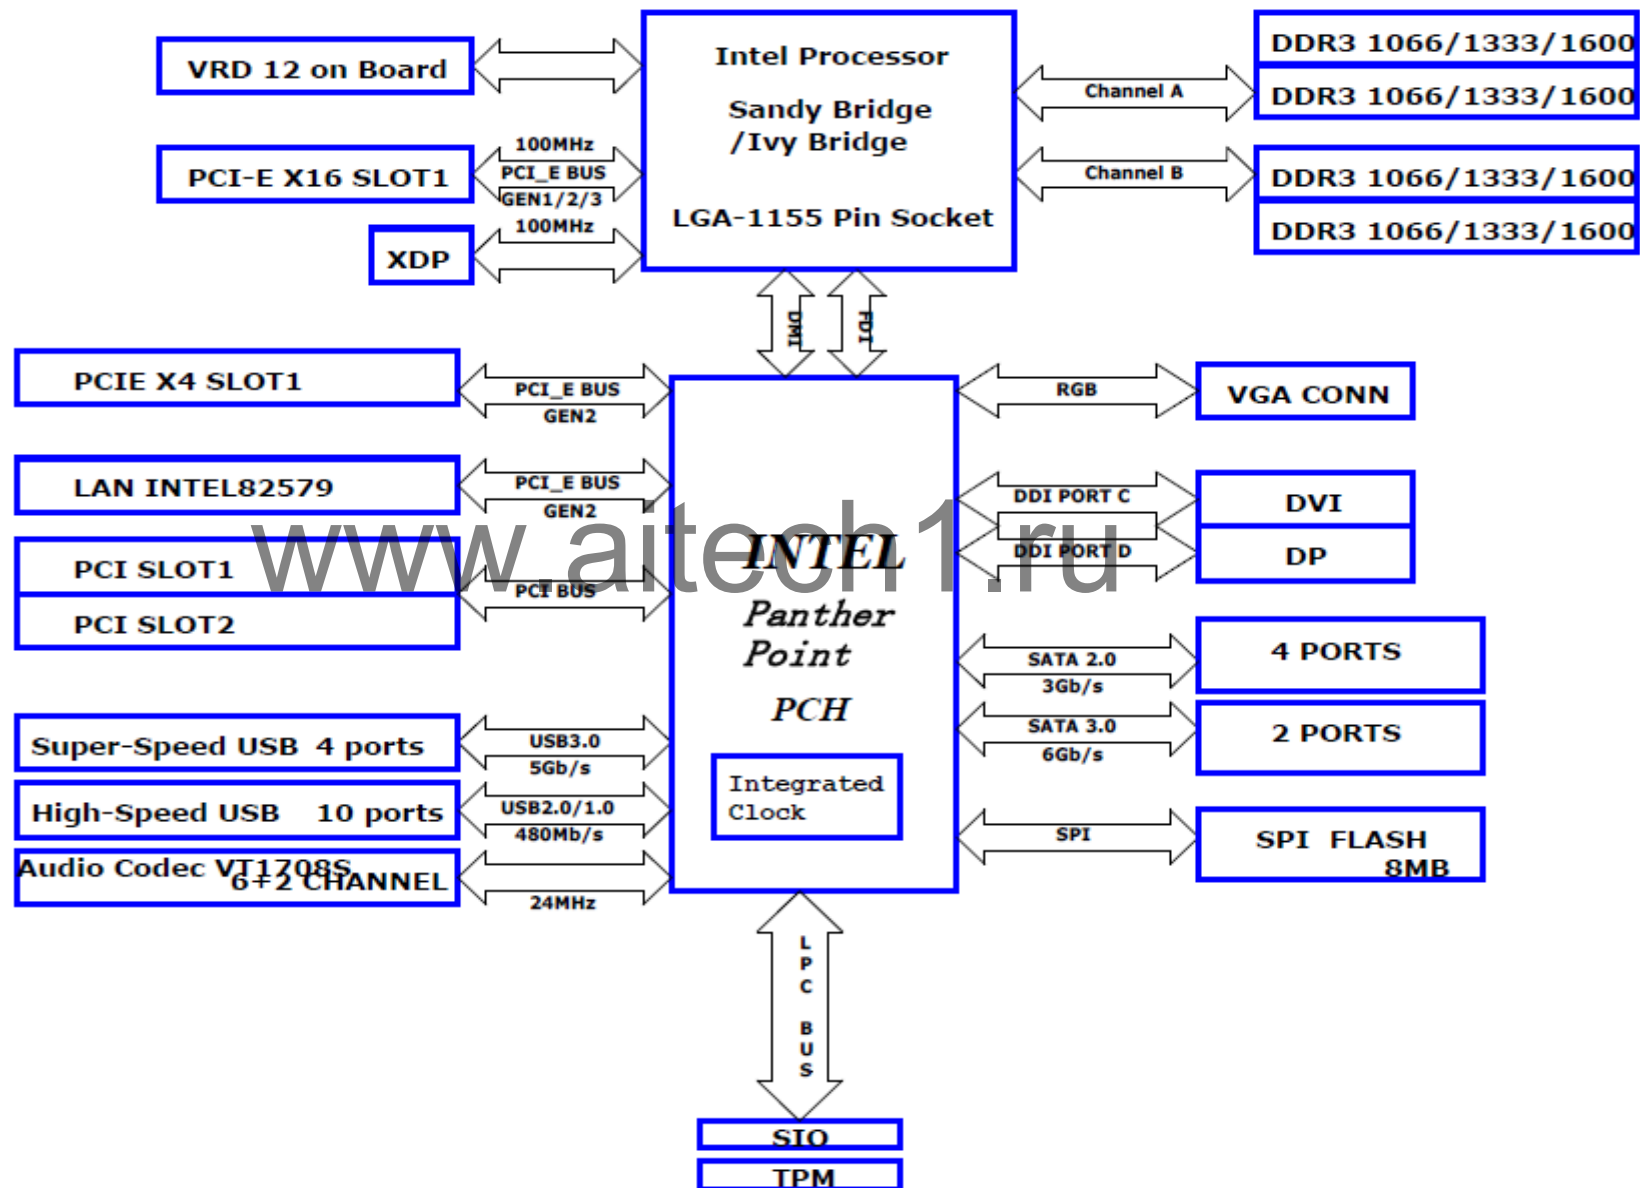 VRD 12 on Board
Intel Processor
Sandy Bridge
/Ivy Bridge
LGA-1155 Pin Socket
DDR3 1066/1333/1600
DDR3 1066/1333/1600
Channel A
DDR3 1066/1333/1600
DDR3 1066/1333/1600
Channel B
100MHz
PCI-E X16 SLOT1
PCI_E BUS
GEN1/2/3
100MHz
XDP
DMI
FDI
PCIE X4 SLOT1
PCI_E BUS
GEN2
RGB
VGA CONN
LAN INTEL82579
PCI_E BUS
GEN2
DDI PORT C
DVI
DDI PORT D
DP
www.aitech1.ru
PCI SLOT1
PCI SLOT2
PCI BUS
INTEL
Panther
Point
PCH
Integrated
Clock
SATA 2.0
3Gb/s
4 PORTS
SATA 3.0
6Gb/s
2 PORTS
Super-Speed USB 4 ports
USB3.0
5Gb/s
High-Speed USB 10 ports
USB2.0/1.0
480Mb/s
SPI
SPI FLASH
8MB
Audio Codec VT1708S
6+2 CHANNEL
24MHz
LPC BUS
SIO
TPM